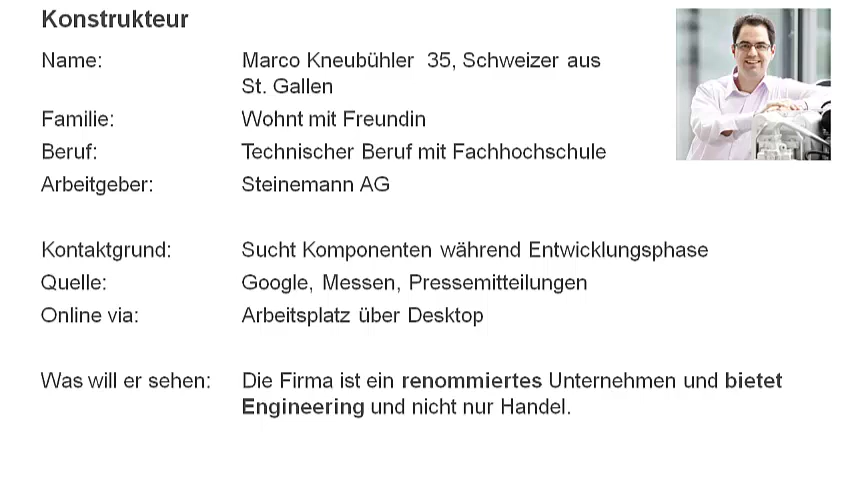 Konstrukteur
Name: Marco Kneubühler 35, Schweizer aus
St. Gallen
Familie: Wohnt mit Freundin
Beruf: Technischer Beruf mit Fachhochschule
Arbeitgeber: Steinemann AG
Kontaktgrund: Sucht Komponenten während Entwicklungsphase
Quelle: Google, Messen, Pressemitteilungen
Online via: Arbeitsplatz über Desktop
Was will er sehen: Die Firma ist ein renommiertes Unternehmen und bietet
Engineering und nicht nur Handel.